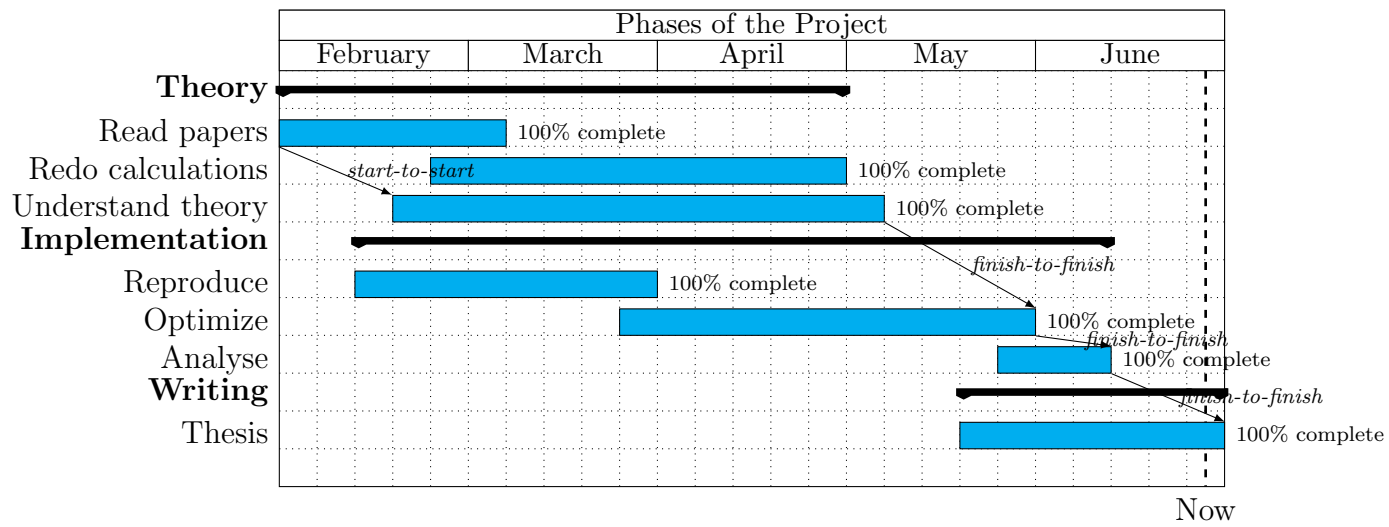 Phases of the Project
February March April May June
Theory
Read papers 100% complete
Redo calculations start-to-start 100% complete
Understand theory 100% complete
Implementation
finish-to-finish
Reproduce 100% complete
Optimize 100% complete
finish-to-finish
Analyse 100% complete
Writing
finish-to-finish
Thesis 100% complete
Now